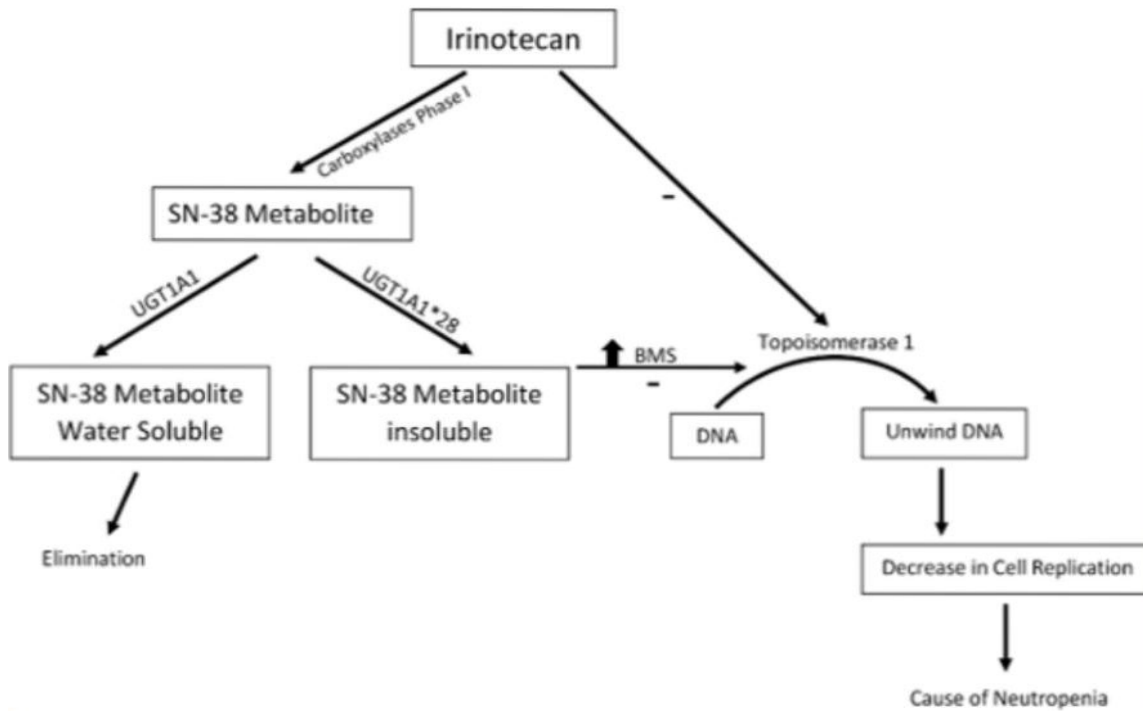 Irinotecan
Carboxylases Phase I
–
SN-38 Metabolite
UGT1A1
UGT1A1*28
SN-38 Metabolite
Water Soluble
SN-38 Metabolite
insoluble
BMS
–
Topoisomerase 1
DNA
Unwind DNA
Elimination
Decrease in Cell Replication
Cause of Neutropenia